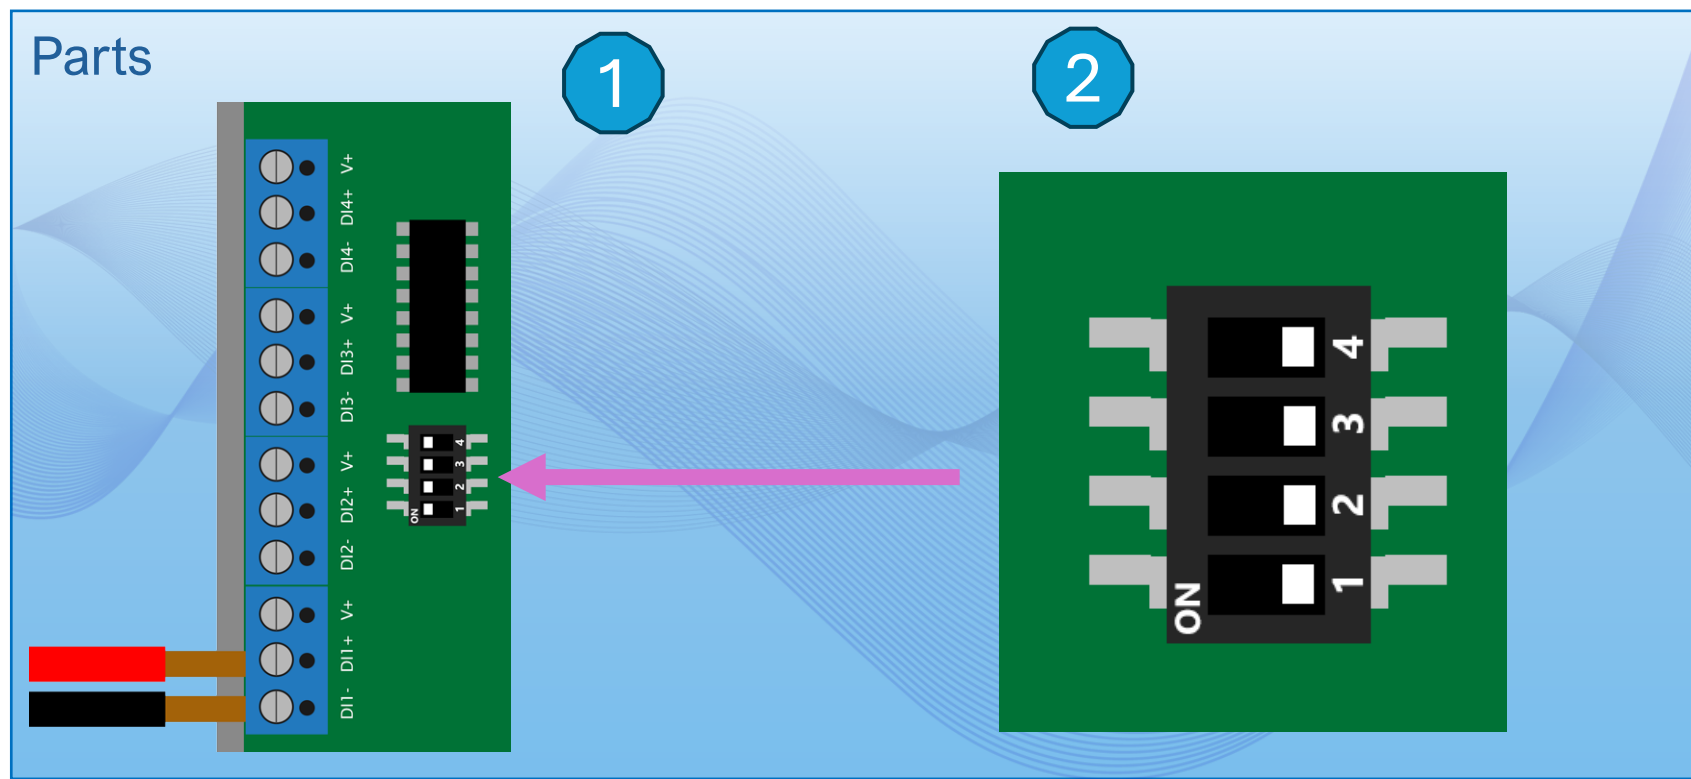 Parts
1
2
V+
DI4+
DI4-
V+
DI3+
DI3-
V+
DI2+
DI2-
V+
DI1+
DI1-
4
3
2
1
ON
4
3
2
1
ON